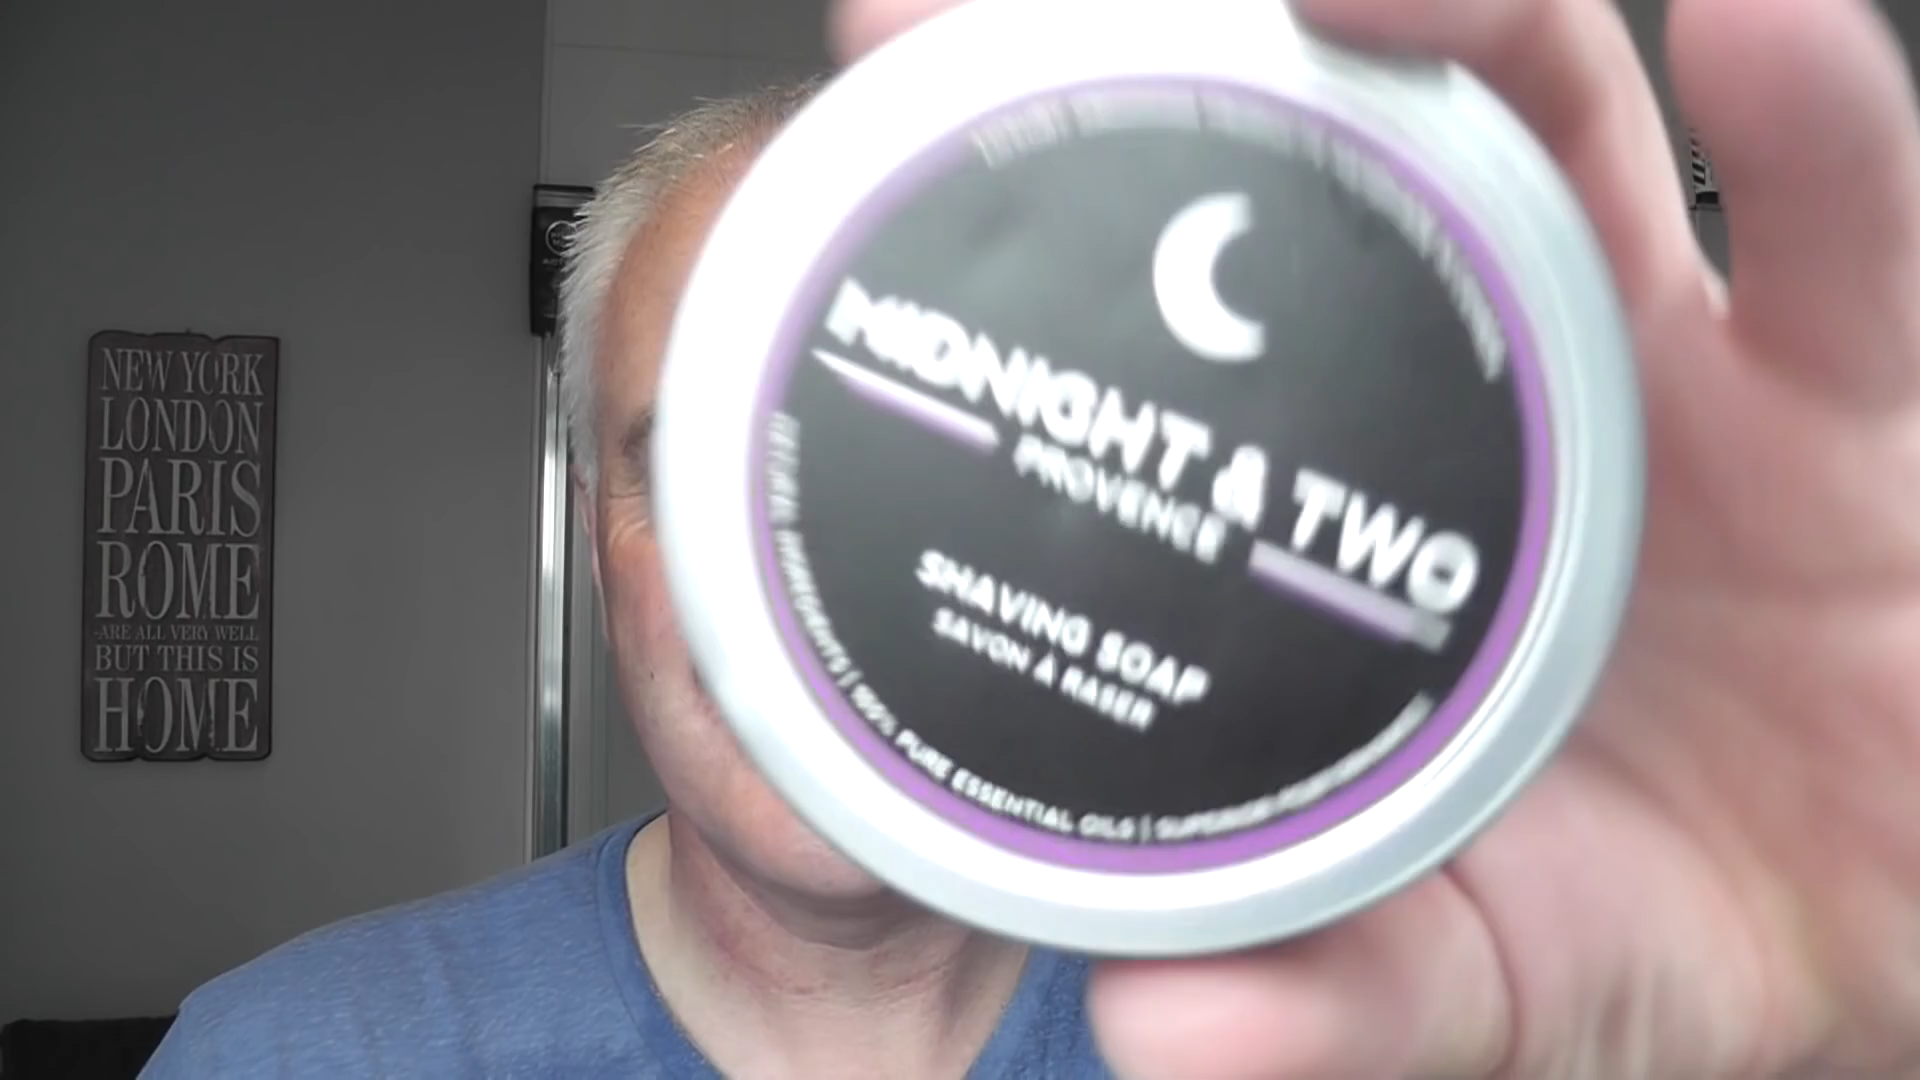 NEW YORK
LONDON
PARIS
ROME
-ARE ALL VERY WELL
BUT THIS IS
HOME
MIDNIGHT & TWO
PROVENCE
SHAVING SOAP
SAVON À RASER
INGREDIENTS | 100% PURE ESSENTIAL OILS | SUPERIOR